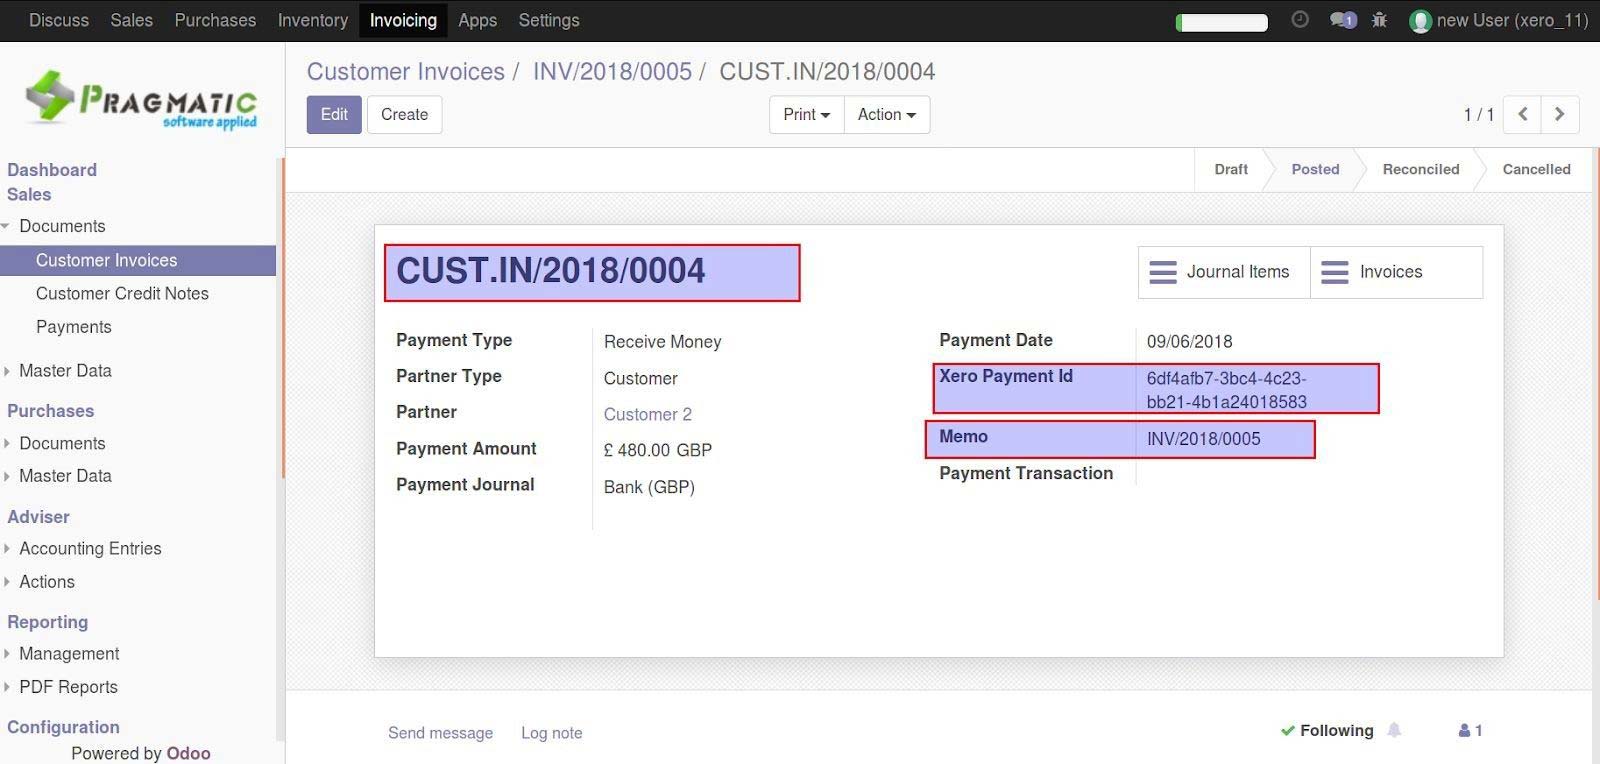 Discuss Sales Purchases Inventory Invoicing Apps Settings 1 new User (xero_11)
PRAGMATIC
software applied
Customer Invoices / INV/2018/0005 / CUST.IN/2018/0004
Edit Create Print Action 1 / 1
Dashboard
Sales
Documents
Customer Invoices
Customer Credit Notes
Payments
Master Data
Purchases
Documents
Master Data
Adviser
Accounting Entries
Actions
Reporting
Management
PDF Reports
Configuration
Powered by Odoo
Draft Posted Reconciled Cancelled
CUST.IN/2018/0004
Journal Items Invoices
Payment Type Receive Money
Partner Type Customer
Partner Customer 2
Payment Amount £ 480.00 GBP
Payment Journal Bank (GBP)
Payment Date 09/06/2018
Xero Payment Id 6df4afb7-3bc4-4c23-
bb21-4b1a24018583
Memo INV/2018/0005
Payment Transaction
Send message Log note Following 1